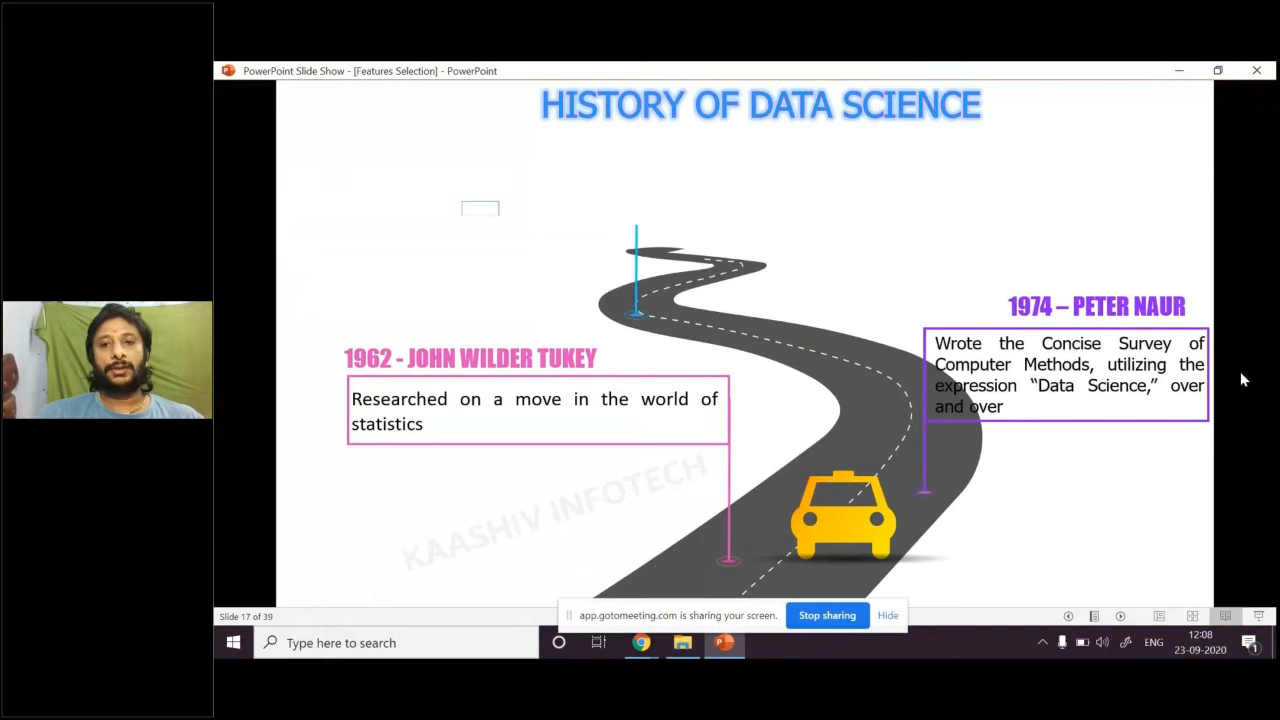 PowerPoint Slide Show - [Features Selection] - PowerPoint
HISTORY OF DATA SCIENCE
1974 – PETER NAUR
Wrote the Concise Survey of
Computer Methods, utilizing the
expression “Data Science,” over
and over
1962 - JOHN WILDER TUKEY
Researched on a move in the world of
statistics
KAASHIV INFOTECH
Slide 17 of 39
app.gotomeeting.com is sharing your screen.
Stop sharing
Hide
Type here to search
ENG
12:08
23-09-2020
1